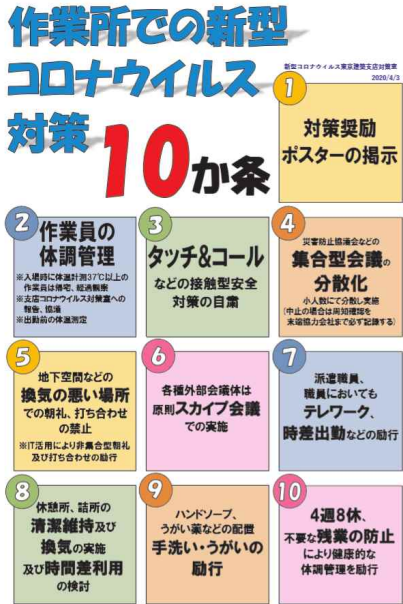 作業所での新型
コロナウイルス
対策
10か条
新型コロナウイルス東京建築支店対策室
2020/4/3
1
対策奨励
ポスターの掲示
2
作業員の
体調管理
※入場時に体温計測37℃以上の
作業員は帰宅、経過観察
※支店コロナウイルス対策室への
報告、協議
※出勤前の体温測定
3
タッチ&コール
などの接触型安全
対策の自粛
4
災害防止協議会などの
集合型会議の
分散化
小人数にて分散し実施
(中止の場合は周知確認を
末端協力会社まで必ず記録する)
5
地下空間などの
換気の悪い場所
での朝礼、打ち合わせ
の禁止
※IT活用により非集合型朝礼
及び打ち合わせの励行
6
各種外部会議体は
原則スカイプ会議
での実施
7
派遣職員、
職員においても
テレワーク、
時差出勤などの励行
8
休憩所、詰所の
清潔維持及び
換気の実施
及び時間差利用
の検討
9
ハンドソープ、
うがい薬などの配置
手洗い・うがいの
励行
10
4週8休、
不要な残業の防止
により健康的な
体調管理を励行